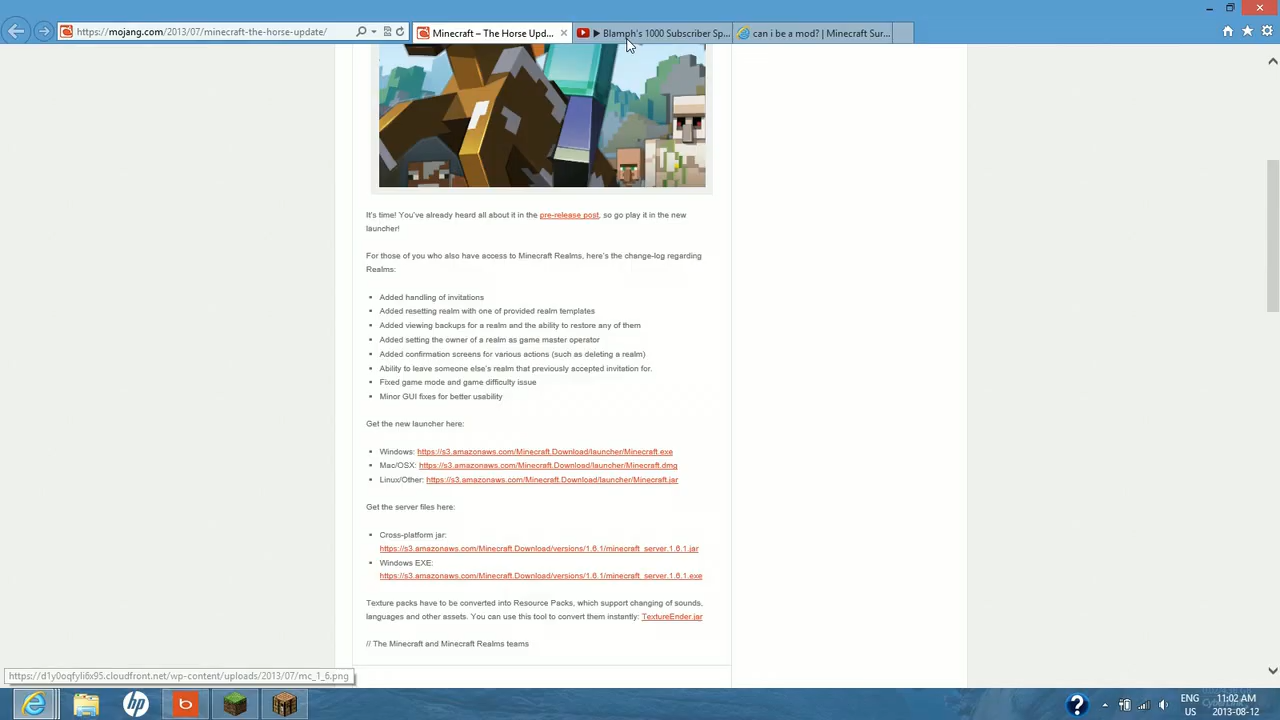 https://mojang.com/2013/07/minecraft-the-horse-update/
Minecraft – The Horse Upd...
▶ Blamph's 1000 Subscriber Sp...
can i be a mod? | Minecraft Sur...
It's time! You've already heard all about it in the pre-release post, so go play it in the new
launcher!
For those of you who also have access to Minecraft Realms, here's the change-log regarding
Realms:
Added handling of invitations
Added resetting realm with one of provided realm templates
Added viewing backups for a realm and the ability to restore any of them
Added setting the owner of a realm as game master operator
Added confirmation screens for various actions (such as deleting a realm)
Ability to leave someone else's realm that previously accepted invitation for.
Fixed game mode and game difficulty issue
Minor GUI fixes for better usability
Get the new launcher here:
Windows: https://s3.amazonaws.com/Minecraft.Download/launcher/Minecraft.exe
Mac/OSX: https://s3.amazonaws.com/Minecraft.Download/launcher/Minecraft.dmg
Linux/Other: https://s3.amazonaws.com/Minecraft.Download/launcher/Minecraft.jar
Get the server files here:
Cross-platform jar:
https://s3.amazonaws.com/Minecraft.Download/versions/1.6.1/minecraft_server.1.6.1.jar
Windows EXE:
https://s3.amazonaws.com/Minecraft.Download/versions/1.6.1/minecraft_server.1.6.1.exe
Texture packs have to be converted into Resource Packs, which support changing of sounds,
languages and other assets. You can use this tool to convert them instantly: TextureEnder.jar
// The Minecraft and Minecraft Realms teams
https://d1y0oqfyli6x95.cloudfront.net/wp-content/uploads/2013/07/mc_1_6.png
hp
b
?
ENG
US
11:02 AM
2013-08-12